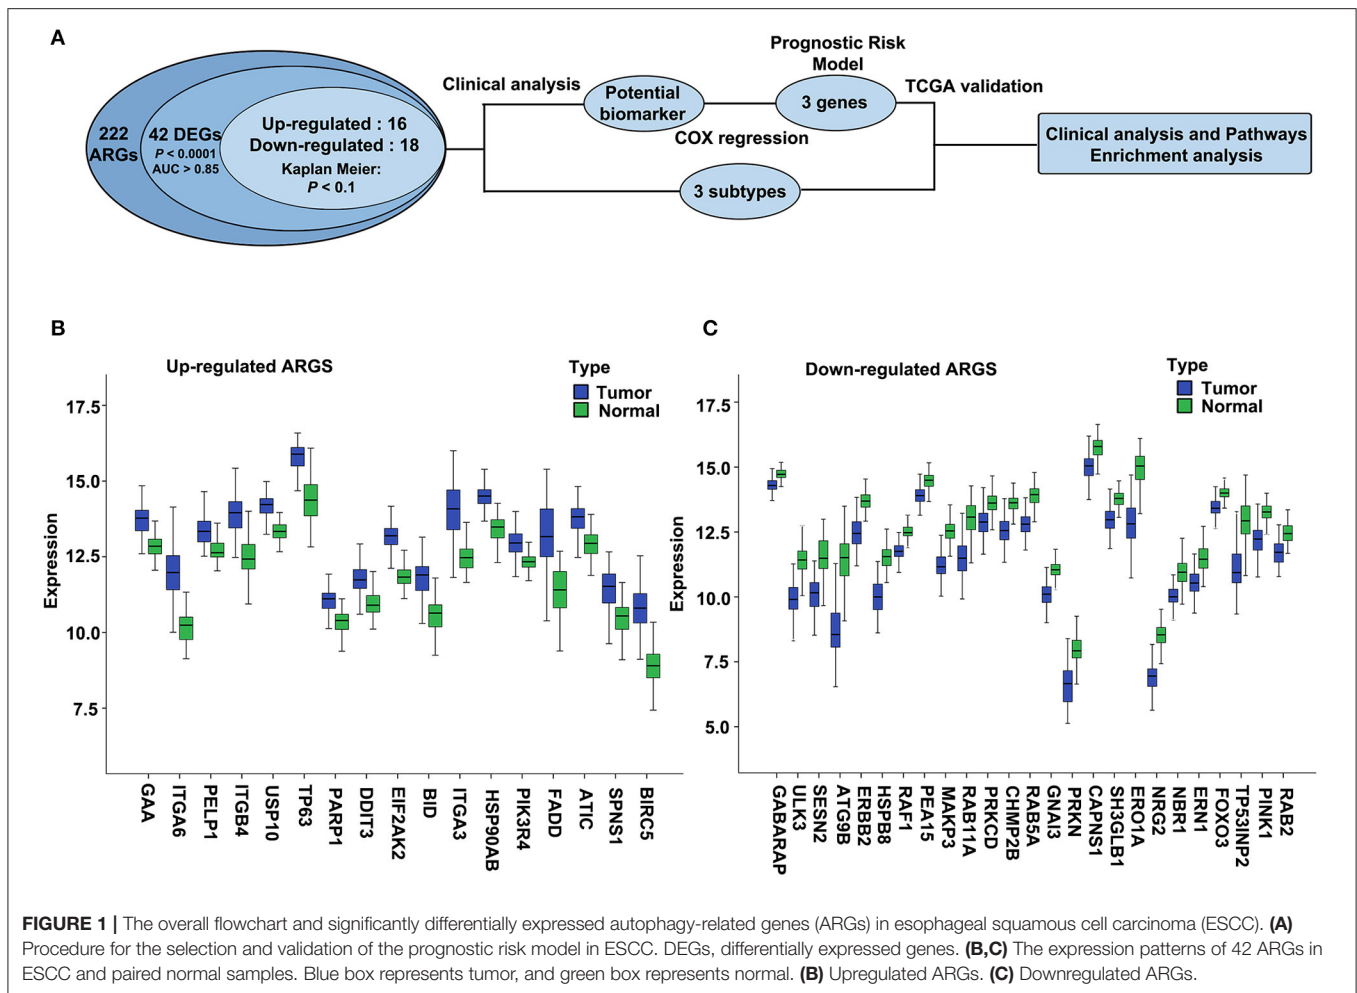 A
222
ARGs
42 DEGs
P < 0.0001
AUC > 0.85
Up-regulated : 16
Down-regulated : 18
Kaplan Meier:
P < 0.1
Clinical analysis
Potential
biomarker
COX regression
Prognostic Risk
Model
3 genes
TCGA validation
3 subtypes
Clinical analysis and Pathways
Enrichment analysis
B
Up-regulated ARGS
Type
Tumor
Normal
Expression
17.5
15.0
12.5
10.0
7.5
GAA
ITGA6
PELP1
ITGB4
USP10
TP63
PARP1
DDIT3
EIF2AK2
BID
ITGA3
HSP90AB
PIK3R4
FADD
ATIC
SPNS1
BIRC5
C
Down-regulated ARGS
Type
Tumor
Normal
Expression
17.5
15.0
12.5
10.0
7.5
5.0
GABARAP
ULK3
SESN2
ATG9B
ERBB2
HSPB8
RAF1
PEA15
MAKP3
RAB11A
PRKCD
CHMP2B
RAB5A
GNAI3
PRKN
CAPNS1
SH3GLB1
ERO1A
NRG2
NBR1
ERN1
FOXO3
TP53INP2
PINK1
RAB2
FIGURE 1 | The overall flowchart and significantly differentially expressed autophagy-related genes (ARGs) in esophageal squamous cell carcinoma (ESCC). (A)
Procedure for the selection and validation of the prognostic risk model in ESCC. DEGs, differentially expressed genes. (B,C) The expression patterns of 42 ARGs in
ESCC and paired normal samples. Blue box represents tumor, and green box represents normal. (B) Upregulated ARGs. (C) Downregulated ARGs.